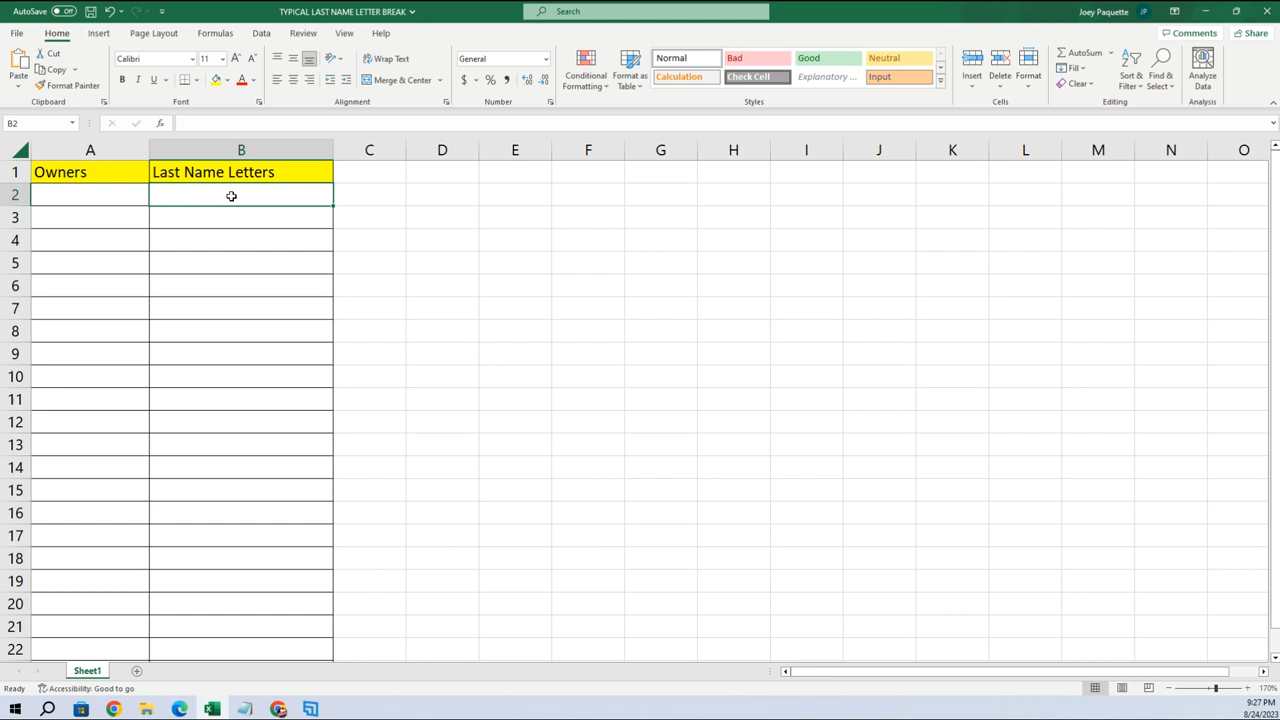 AutoSave Off TYPICAL LAST NAME LETTER BREAK Search Joey Paquette JP
File Home Insert Page Layout Formulas Data Review View Help Comments Share
Paste Cut Copy Format Painter
Calibri 11 B I U A
Wrap Text Merge & Center
General $ % ,
Conditional Formatting Format as Table
Normal Bad Good Neutral
Calculation Check Cell Explanatory ... Input
Insert Delete Format
AutoSum Fill Clear
Sort & Filter Find & Select Analyze Data
Clipboard Font Alignment Number Styles Cells Editing Analysis
B2 fx
A B C D E F G H I J K L M N O
1 Owners Last Name Letters
2
3
4
5
6
7
8
9
10
11
12
13
14
15
16
17
18
19
20
21
22
Sheet1
Ready Accessibility: Good to go 170%
9:27 PM
8/24/2023